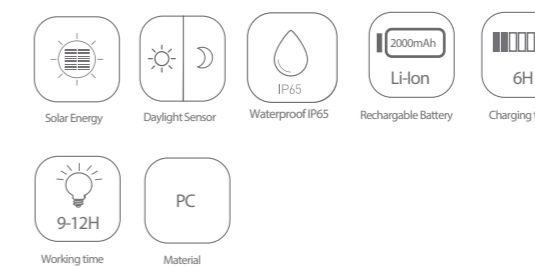 IP65
2000mAh
Li-Ion
6H
Solar Energy
Daylight Sensor
Waterproof IP65
Rechargable Battery
Charging
9-12H
PC
Working time
Material